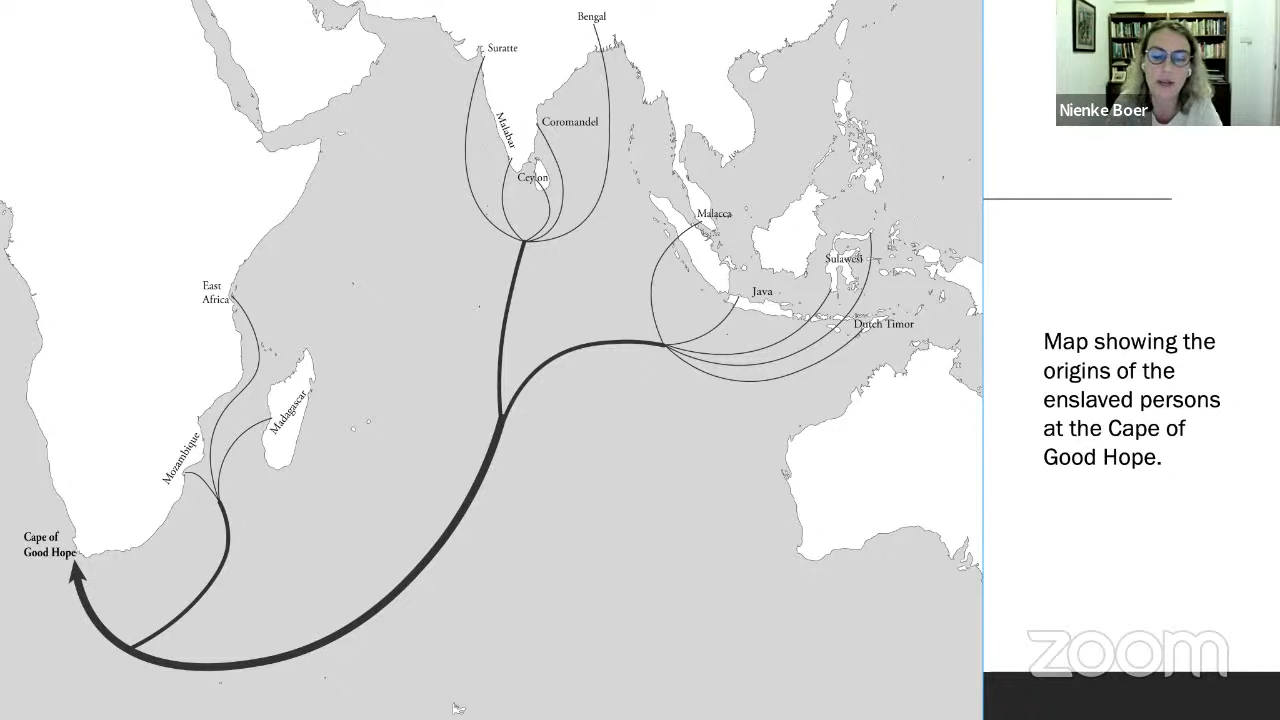 Bengal
Suratte
Malabar
Coromandel
Ceylon
Malacca
Sulawesi
Java
Dutch Timor
East
Africa
Madagascar
Mozambique
Cape of
Good Hope
Nienke Boer
Map showing the
origins of the
enslaved persons
at the Cape of
Good Hope.
zoom